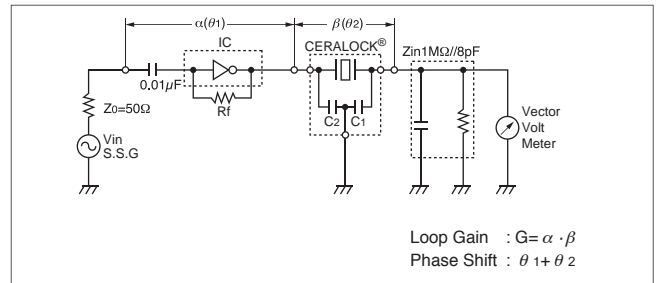 α(θ1)
β(θ2)
IC
CERALOCK®
Zin1MΩ//8pF
0.01μF
Rf
Z0=50Ω
C2
C1
Vector
Volt
Meter
Vin
S.S.G
Loop Gain : G= α · β
Phase Shift : θ 1+ θ 2